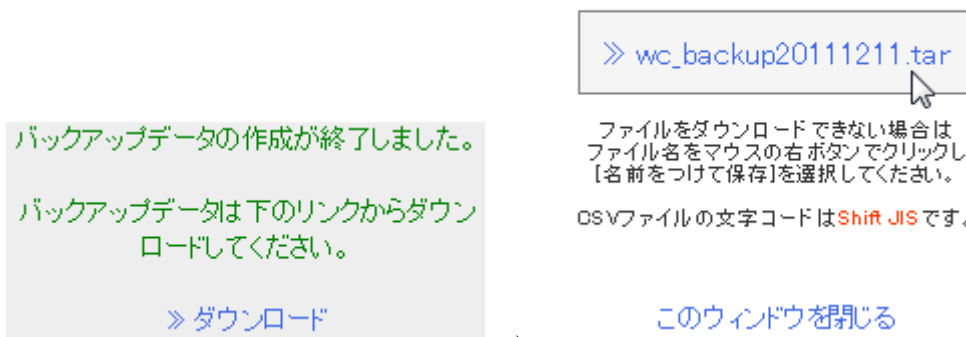 バックアップデータの作成が終了しました。
バックアップデータは下のリンクからダウン
ロードしてください。
≫ ダウンロード
≫ wc_backup20111211.tar
ファイルをダウンロードできない場合は
ファイル名をマウスの右ボタンでクリックし
[名前をつけて保存]を選択してください。
CSVファイルの文字コードはShift JISです。
このウィンドウを閉じる